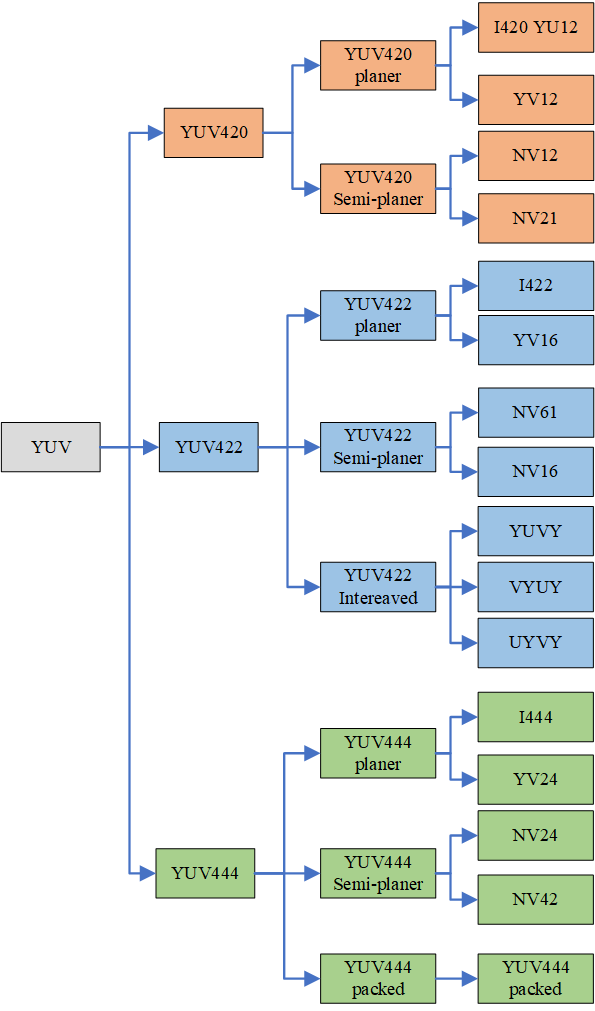 YUV
YUV420
YUV420
planer
I420 YU12
YV12
YUV420
Semi-planer
NV12
NV21
YUV422
YUV422
planer
I422
YV16
YUV422
Semi-planer
NV61
NV16
YUV422
Intereaved
YUVY
VYUY
UYVY
YUV444
YUV444
planer
I444
YV24
YUV444
Semi-planer
NV24
NV42
YUV444
packed
YUV444
packed